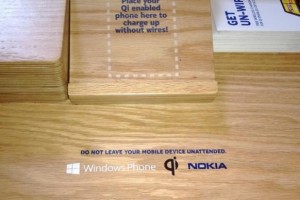 Place your
Qi enabled
phone here to
charge up
without wires!
GET
UN-WIRE
DO NOT LEAVE YOUR MOBILE DEVICE UNATTENDED.
Windows Phone qi NOKIA